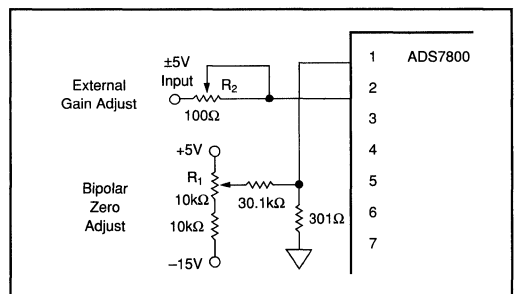 ±5V
Input
External
Gain Adjust
R2
100Ω
+5V
R1
10kΩ
10kΩ
–15V
Bipolar
Zero
Adjust
30.1kΩ
301Ω
ADS7800
1
2
3
4
5
6
7